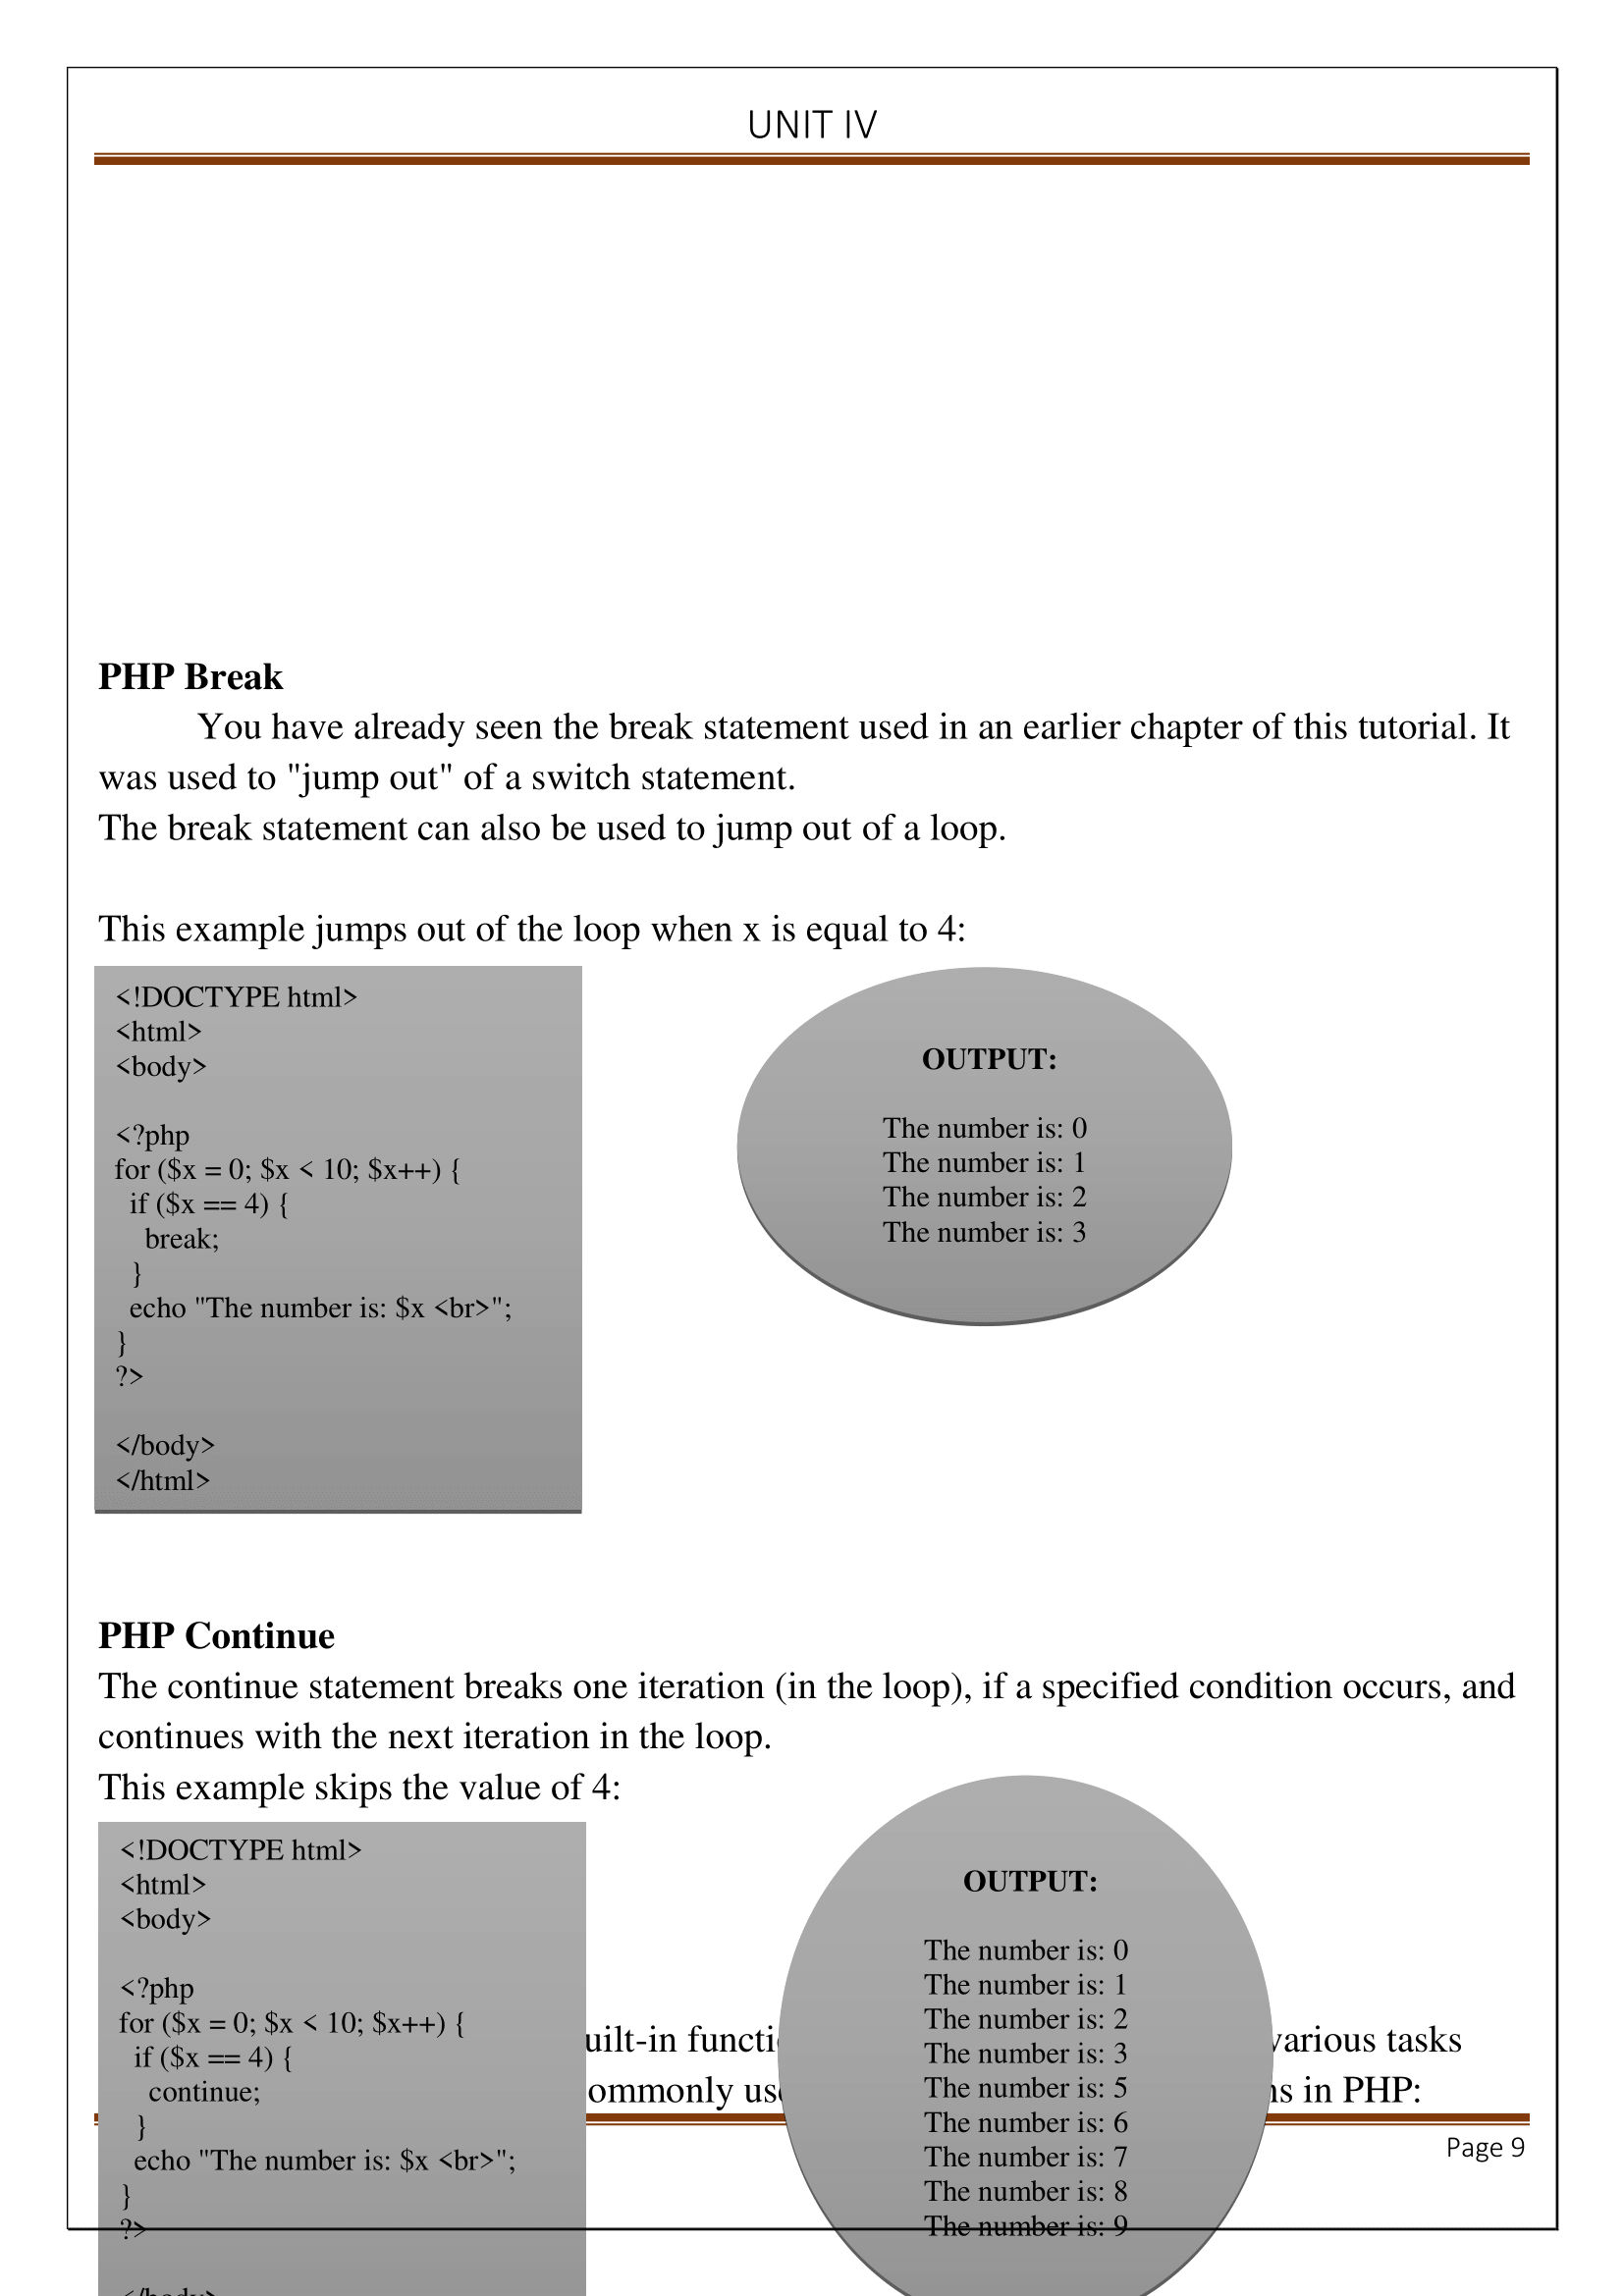 UNIT IV
PHP Break
You have already seen the break statement used in an earlier chapter of this tutorial. It
was used to "jump out" of a switch statement.
The break statement can also be used to jump out of a loop.
This example jumps out of the loop when x is equal to 4:
<!DOCTYPE html>
<html>
<body>
<?php
for ($x = 0; $x < 10; $x++) {
if ($x == 4) {
break;
}
echo "The number is: $x <br>";
}
?>
</body>
</html>
OUTPUT:
The number is: 0
The number is: 1
The number is: 2
The number is: 3
PHP Continue
The continue statement breaks one iteration (in the loop), if a specified condition occurs, and
continues with the next iteration in the loop.
This example skips the value of 4:
<!DOCTYPE html>
<html>
<body>
<?php
for ($x = 0; $x < 10; $x++) {
if ($x == 4) {
continue;
}
echo "The number is: $x <br>";
}
?>
</body>
OUTPUT:
The number is: 0
The number is: 1
The number is: 2
The number is: 3
The number is: 5
The number is: 6
The number is: 7
The number is: 8
The number is: 9
various tasks
in PHP:
Page 9